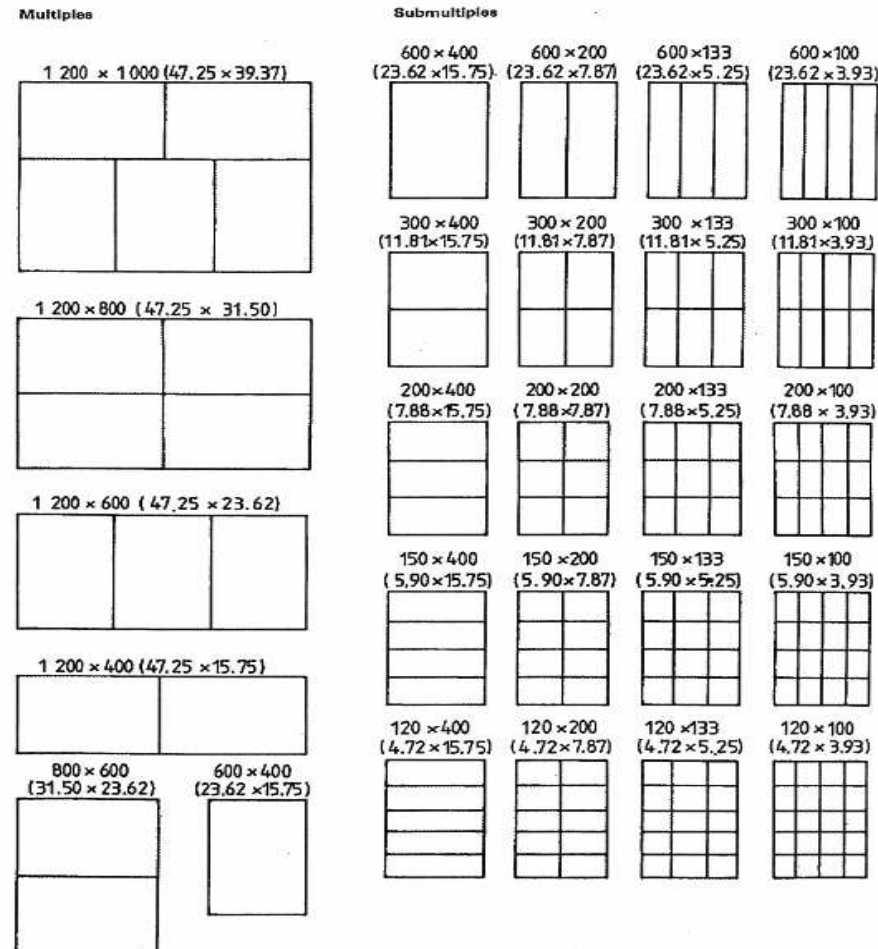 Multiples
1 200 × 1000 (47.25 × 39.37)
1 200 × 800 (47.25 × 31.50)
1 200 × 600 (47.25 × 23.62)
1 200 × 400 (47.25 × 15.75)
800 × 600
(31.50 × 23.62)
600 × 400
(23.62 × 15.75)
Submultiples
600 × 400
(23.62 × 15.75)
600 × 200
(23.62 × 7.87)
600 × 133
(23.62 × 5.25)
600 × 100
(23.62 × 3.93)
300 × 400
(11.81 × 15.75)
300 × 200
(11.81 × 7.87)
300 × 133
(11.81 × 5.25)
300 × 100
(11.81 × 3.93)
200 × 400
(7.88 × 15.75)
200 × 200
(7.88 × 7.87)
200 × 133
(7.88 × 5.25)
200 × 100
(7.88 × 3.93)
150 × 400
(5.90 × 15.75)
150 × 200
(5.90 × 7.87)
150 × 133
(5.90 × 5.25)
150 × 100
(5.90 × 3.93)
120 × 400
(4.72 × 15.75)
120 × 200
(4.72 × 7.87)
120 × 133
(4.72 × 5.25)
120 × 100
(4.72 × 3.93)